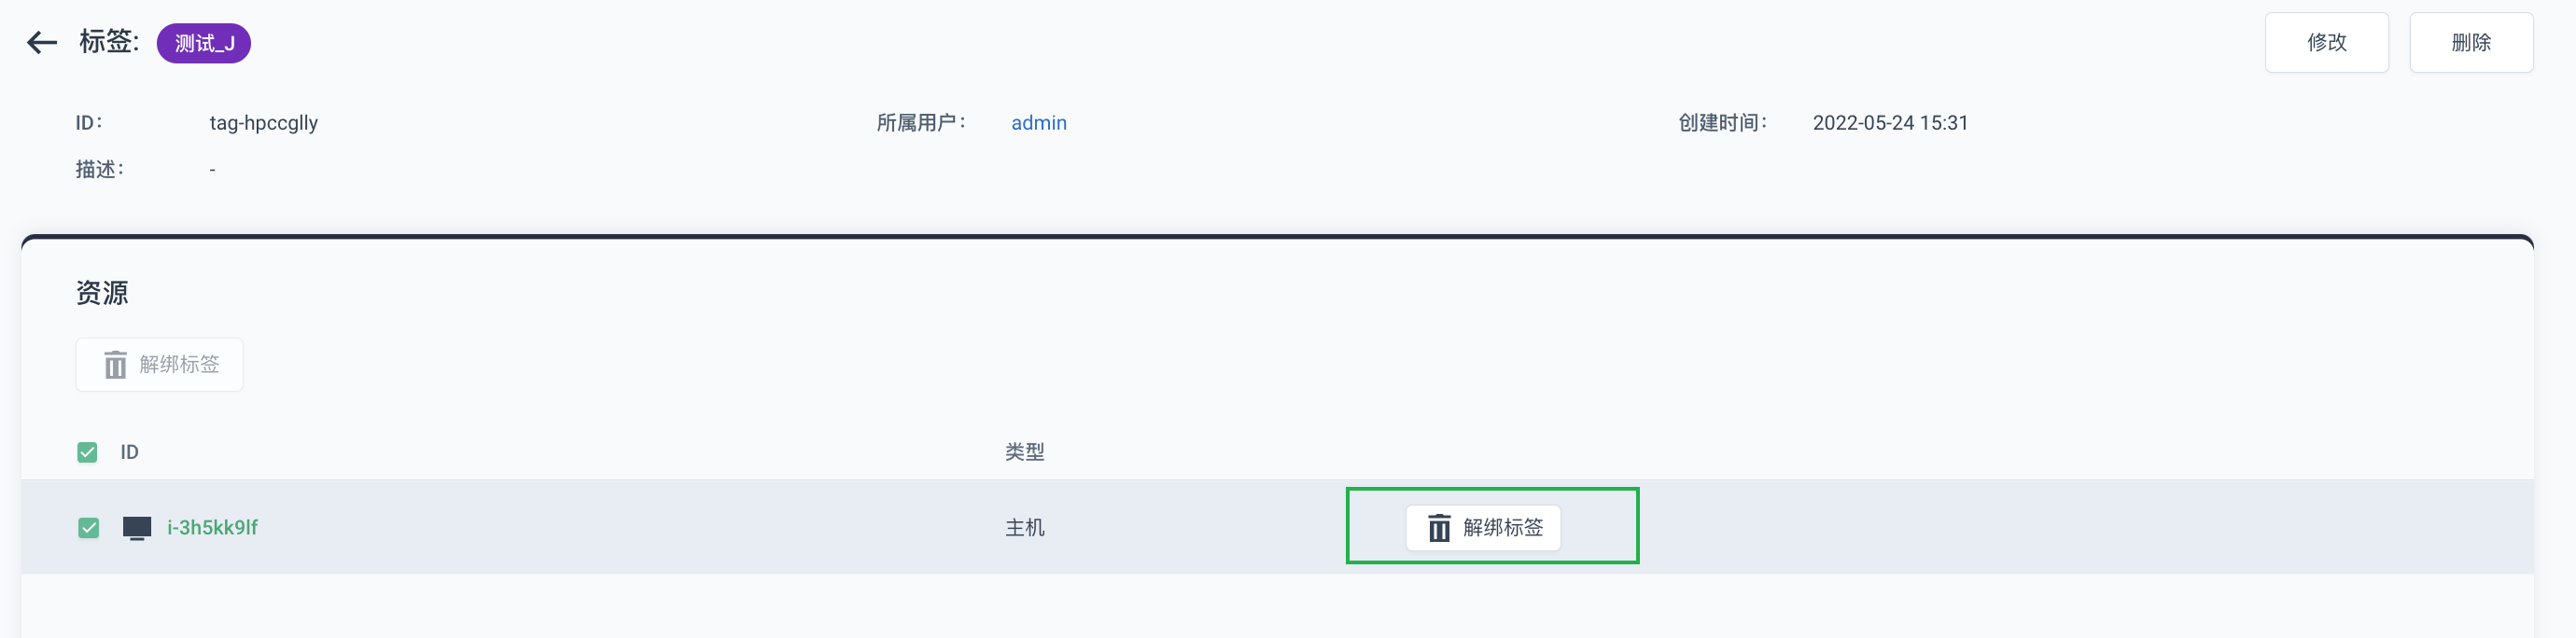 标签: 测试_J 修改 删除
ID： tag-hpccglly 所属用户： admin 创建时间： 2022-05-24 15:31
描述： -
资源
解绑标签
ID 类型
i-3h5kk9lf 主机 解绑标签